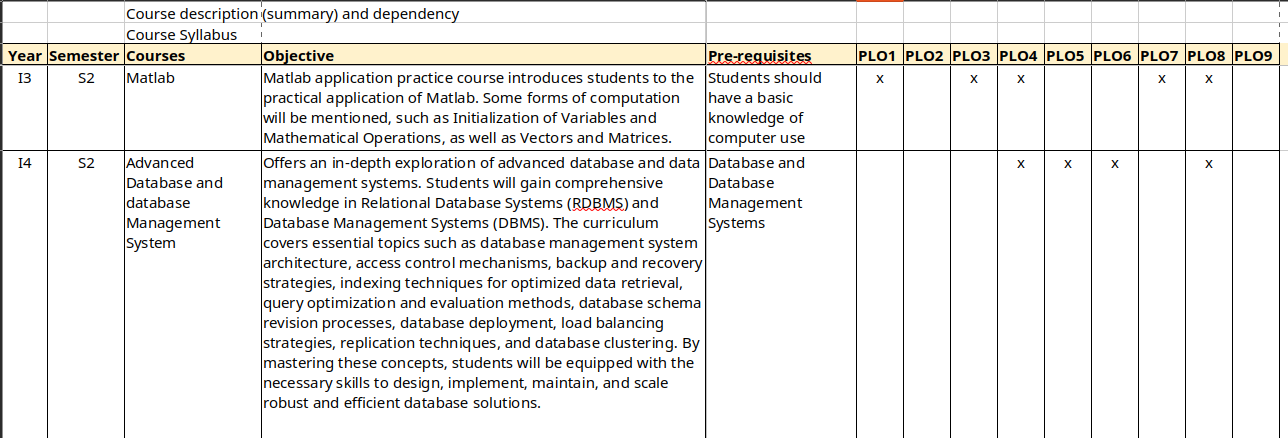 Course description (summary) and dependency
Course Syllabus
Year Semester Courses Objective Pre-requisites PLO1 PLO2 PLO3 PLO4 PLO5 PLO6 PLO7 PLO8 PLO9
I3 S2 Matlab Matlab application practice course introduces students to the Students should x x x x x
practical application of Matlab. Some forms of computation have a basic
will be mentioned, such as Initialization of Variables and knowledge of
Mathematical Operations, as well as Vectors and Matrices. computer use
I4 S2 Advanced Offers an in-depth exploration of advanced database and data Database and x x x x
Database and management systems. Students will gain comprehensive Database
database knowledge in Relational Database Systems (RDBMS) and Management
Management Database Management Systems (DBMS). The curriculum Systems
System covers essential topics such as database management system
architecture, access control mechanisms, backup and recovery
strategies, indexing techniques for optimized data retrieval,
query optimization and evaluation methods, database schema
revision processes, database deployment, load balancing
strategies, replication techniques, and database clustering. By
mastering these concepts, students will be equipped with the
necessary skills to design, implement, maintain, and scale
robust and efficient database solutions.